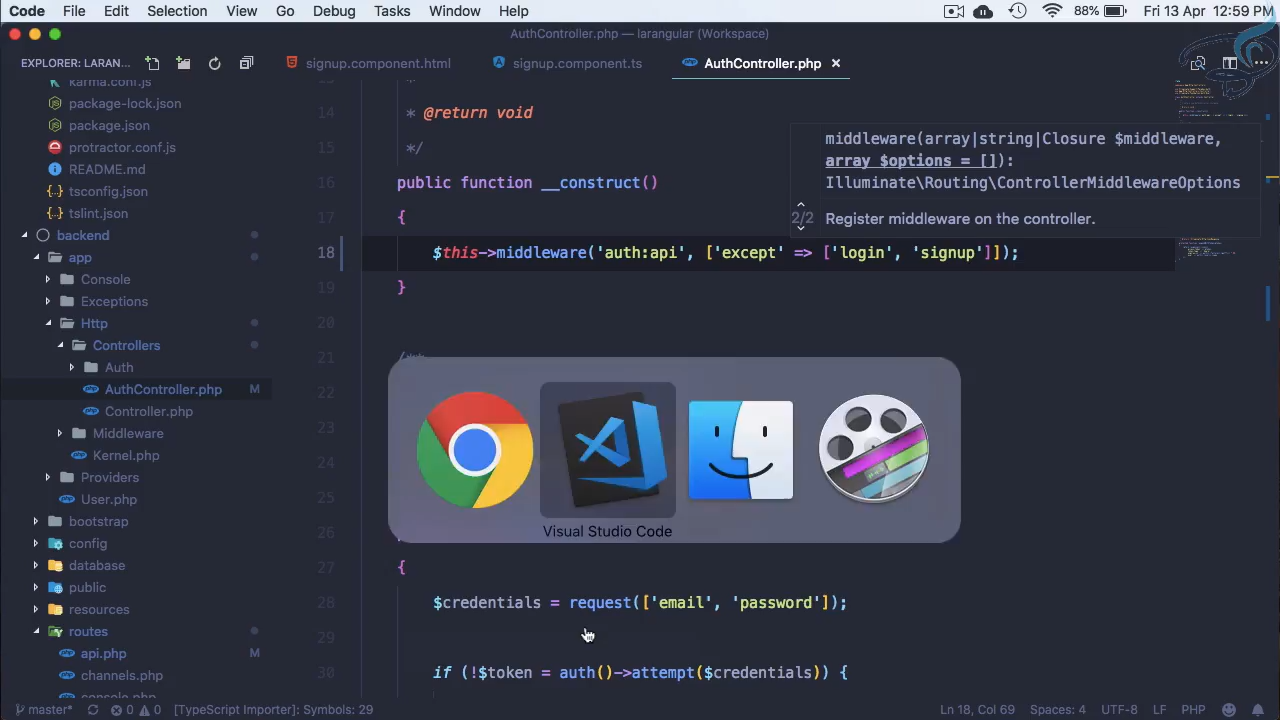 Code File Edit Selection View Go Debug Tasks Window Help 88% Fri 13 Apr 12:59 PM
AuthController.php — larangular (Workspace)
EXPLORER: LARAN... signup.component.html signup.component.ts AuthController.php
karma.conf.js
package-lock.json
package.json
protractor.conf.js
README.md
tsconfig.json
tslint.json
backend
app
Console
Exceptions
Http
Controllers
Auth
AuthController.php M
Controller.php
Middleware
Kernel.php
Providers
User.php
bootstrap
config
database
public
resources
routes
api.php M
channels.php
console.php
13 *
14 * @return void
15 */
16 public function __construct()
17 {
18 $this->middleware('auth:api', ['except' => ['login', 'signup']]);
19 }
20
21 /**
22
23
24
25
26
27 {
28 $credentials = request(['email', 'password']);
29
30 if (!$token = auth()->attempt($credentials)) {
middleware(array|string|Closure $middleware,
array $options = []):
Illuminate\Routing\ControllerMiddlewareOptions
2/2 Register middleware on the controller.
Visual Studio Code
master* 0 0 [TypeScript Importer]: Symbols: 29 Ln 18, Col 69 Spaces: 4 UTF-8 LF PHP